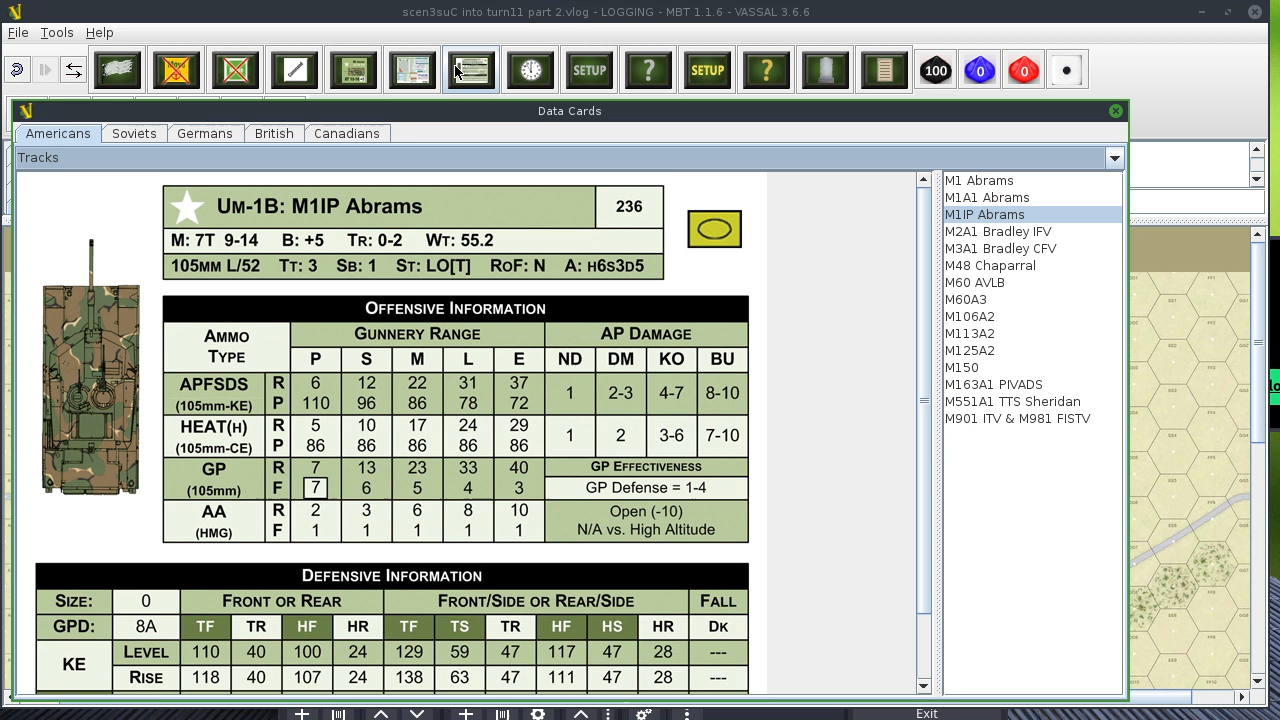 scen3suC into turn11 part 2.vlog - LOGGING - MBT 1.1.6 - VASSAL 3.6.6
File Tools Help
SETUP ? SETUP ? 100 0 0
Data Cards
Americans Soviets Germans British Canadians
Tracks
UM-1B: M1IP Abrams 236
M: 7T 9-14 B: +5 TR: 0-2 WT: 55.2
105MM L/52 TT: 3 SB: 1 ST: LO[T] ROF: N A: H6S3D5
OFFENSIVE INFORMATION
AMMO TYPE GUNNERY RANGE AP DAMAGE
P S M L E ND DM KO BU
APFSDS R 6 12 22 31 37 1 2-3 4-7 8-10
(105mm-KE) P 110 96 86 78 72
HEAT(H) R 5 10 17 24 29 1 2 3-6 7-10
(105mm-CE) P 86 86 86 86 86
GP R 7 13 23 33 40 GP EFFECTIVENESS
(105mm) F 7 6 5 4 3 GP Defense = 1-4
AA R 2 3 6 8 10 Open (-10)
(HMG) F 1 1 1 1 1 N/A vs. High Altitude
DEFENSIVE INFORMATION
SIZE: 0 FRONT OR REAR FRONT/SIDE OR REAR/SIDE FALL
GPD: 8A TF TR HF HR TF TS TR HF HS HR DK
KE LEVEL 110 40 100 24 129 59 47 117 47 28 ---
RISE 118 40 107 24 138 63 47 111 47 28 ---
M1 Abrams
M1A1 Abrams
M1IP Abrams
M2A1 Bradley IFV
M3A1 Bradley CFV
M48 Chaparral
M60 AVLB
M60A3
M106A2
M113A2
M125A2
M150
M163A1 PIVADS
M551A1 TTS Sheridan
M901 ITV & M981 FISTV
Exit